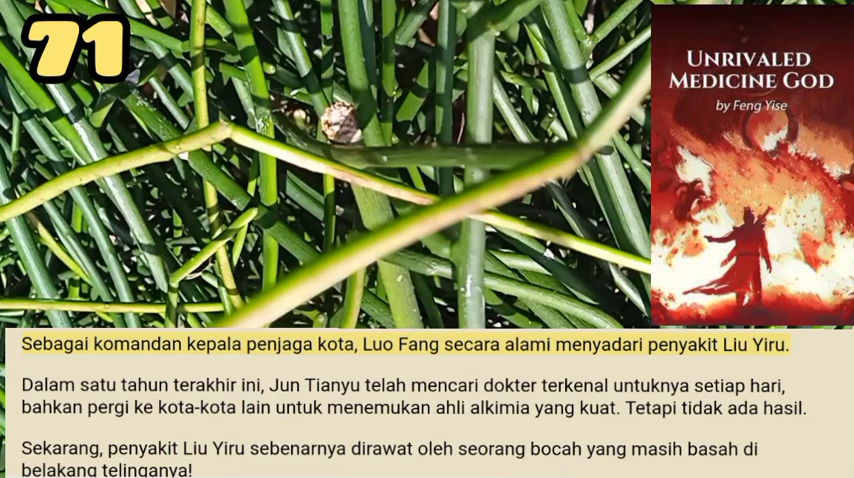 71
UNRIVALED
MEDICINE GOD
by Feng Yise
Sebagai komandan kepala penjaga kota, Luo Fang secara alami menyadari penyakit Liu Yiru.
Dalam satu tahun terakhir ini, Jun Tianyu telah mencari dokter terkenal untuknya setiap hari,
bahkan pergi ke kota-kota lain untuk menemukan ahli alkimia yang kuat. Tetapi tidak ada hasil.
Sekarang, penyakit Liu Yiru sebenarnya dirawat oleh seorang bocah yang masih basah di
belakang telinganya!